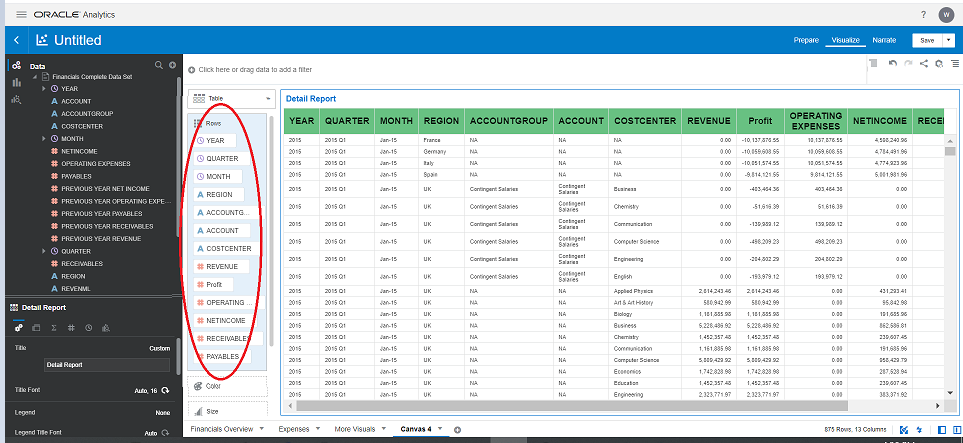 ORACLE Analytics
?
W
Untitled
Prepare Visualize Narrate Save
Data
Financials Complete Data Set
YEAR
ACCOUNT
ACCOUNTGROUP
COSTCENTER
MONTH
NETINCOME
OPERATING EXPENSES
PAYABLES
PREVIOUS YEAR NET INCOME
PREVIOUS YEAR OPERATING EXPE...
PREVIOUS YEAR PAYABLES
PREVIOUS YEAR RECEIVABLES
PREVIOUS YEAR REVENUE
QUARTER
RECEIVABLES
REGION
REVENML
Detail Report
Title Custom
Detail Report
Title Font Auto, 16
Legend None
Legend Title Font Auto
Click here or drag data to add a filter
Table
Rows
YEAR
QUARTER
MONTH
REGION
ACCOUNTG...
ACCOUNT
COSTCENTER
REVENUE
Profit
OPERATING ...
NETINCOME
RECEIVABLES
PAYABLES
Color
Size
Detail Report
YEAR QUARTER MONTH REGION ACCOUNTGROUP ACCOUNT COSTCENTER REVENUE Profit OPERATING EXPENSES NETINCOME RECEI
2015 2015 Q1 Jan-15 France NA NA NA 0.00 -10,137,876.55 10,137,876.55 4,598,240.96
2015 2015 Q1 Jan-15 Germany NA NA NA 0.00 -10,059,608.55 10,059,608.55 4,784,491.96
2015 2015 Q1 Jan-15 Italy NA NA NA 0.00 -10,051,574.55 10,051,574.55 4,774,923.96
2015 2015 Q1 Jan-15 Spain NA NA NA 0.00 -9,814,121.55 9,814,121.55 5,001,981.96
2015 2015 Q1 Jan-15 UK Contingent Salaries Contingent Salaries Business 0.00 -403,464.36 403,464.36 0.00
2015 2015 Q1 Jan-15 UK Contingent Salaries Contingent Salaries Chemistry 0.00 -51,616.39 51,616.39 0.00
2015 2015 Q1 Jan-15 UK Contingent Salaries Contingent Salaries Communication 0.00 -139,989.12 139,989.12 0.00
2015 2015 Q1 Jan-15 UK Contingent Salaries Contingent Salaries Computer Science 0.00 -498,209.23 498,209.23 0.00
2015 2015 Q1 Jan-15 UK Contingent Salaries Contingent Salaries Engineering 0.00 -204,802.29 204,802.29 0.00
2015 2015 Q1 Jan-15 UK Contingent Salaries Contingent Salaries English 0.00 -193,979.12 193,979.12 0.00
2015 2015 Q1 Jan-15 UK NA NA Applied Physics 2,614,243.46 2,614,243.46 0.00 431,293.41
2015 2015 Q1 Jan-15 UK NA NA Art & Art History 580,942.99 580,942.99 0.00 95,842.98
2015 2015 Q1 Jan-15 UK NA NA Biology 1,161,885.98 1,161,885.98 0.00 191,685.96
2015 2015 Q1 Jan-15 UK NA NA Business 5,228,486.92 5,228,486.92 0.00 862,586.81
2015 2015 Q1 Jan-15 UK NA NA Chemistry 1,452,357.48 1,452,357.48 0.00 239,607.45
2015 2015 Q1 Jan-15 UK NA NA Communication 1,161,885.98 1,161,885.98 0.00 191,685.96
2015 2015 Q1 Jan-15 UK NA NA Computer Science 5,809,429.92 5,809,429.92 0.00 958,429.79
2015 2015 Q1 Jan-15 UK NA NA Economics 1,742,828.98 1,742,828.98 0.00 287,528.94
2015 2015 Q1 Jan-15 UK NA NA Education 1,452,357.48 1,452,357.48 0.00 239,607.45
2015 2015 Q1 Jan-15 UK NA NA Engineering 2,323,771.97 2,323,771.97 0.00 383,371.92
Financials Overview Expenses More Visuals Canvas 4
875 Rows, 13 Columns